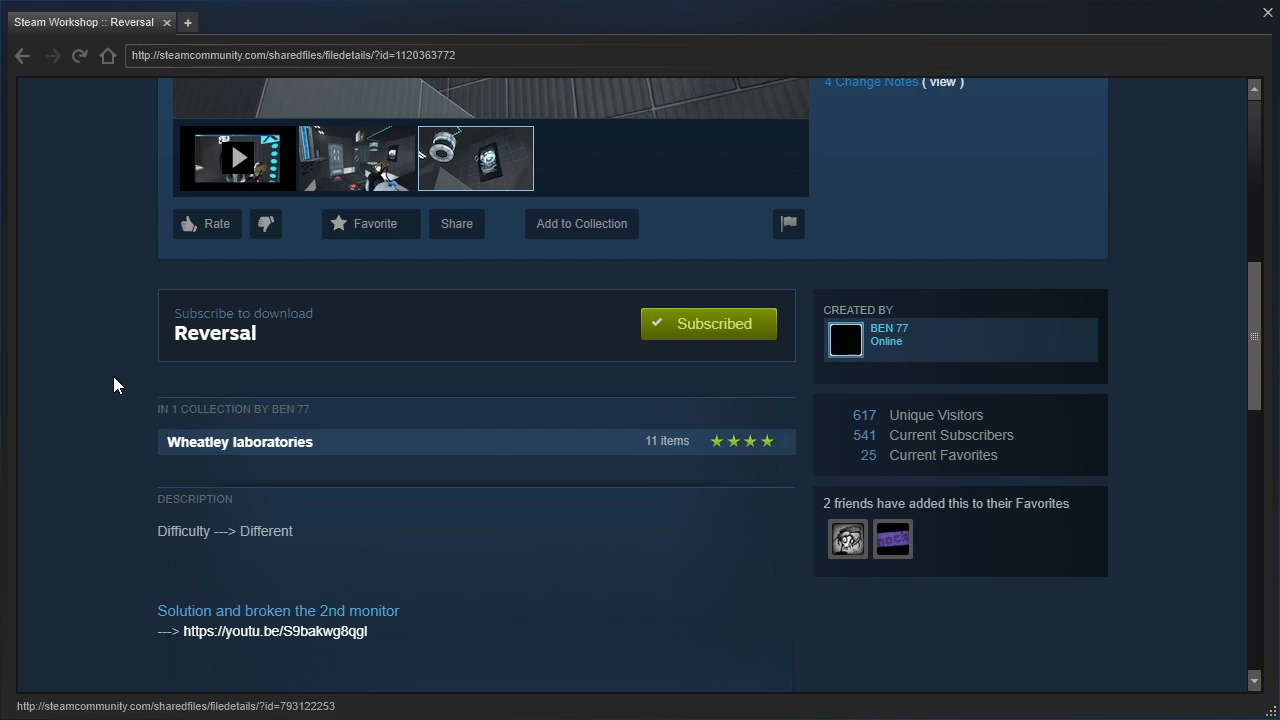 Steam Workshop :: Reversal
http://steamcommunity.com/sharedfiles/filedetails/?id=1120363772
4 Change Notes ( view )
Rate
Favorite
Share
Add to Collection
Subscribe to download
Reversal
Subscribed
CREATED BY
BEN 77
Online
IN 1 COLLECTION BY BEN 77
Wheatley laboratories
11 items
617 Unique Visitors
541 Current Subscribers
25 Current Favorites
DESCRIPTION
Difficulty ---> Different
2 friends have added this to their Favorites
nock
Solution and broken the 2nd monitor
---> https://youtu.be/S9bakwg8qgI
http://steamcommunity.com/sharedfiles/filedetails/?id=793122253